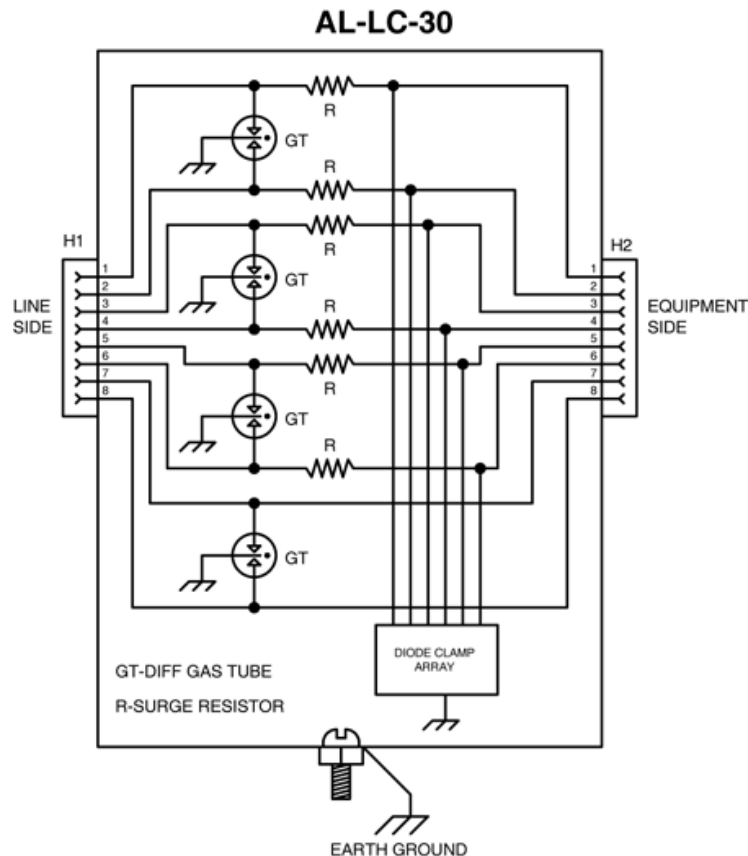 AL-LC-30
R
GT
R
R
H1
H2
GT
1
2
3
4
5
6
7
8
LINE
SIDE
1
2
3
4
5
6
7
8
EQUIPMENT
SIDE
R
R
GT
R
GT
DIODE CLAMP
ARRAY
GT-DIFF GAS TUBE
R-SURGE RESISTOR
EARTH GROUND